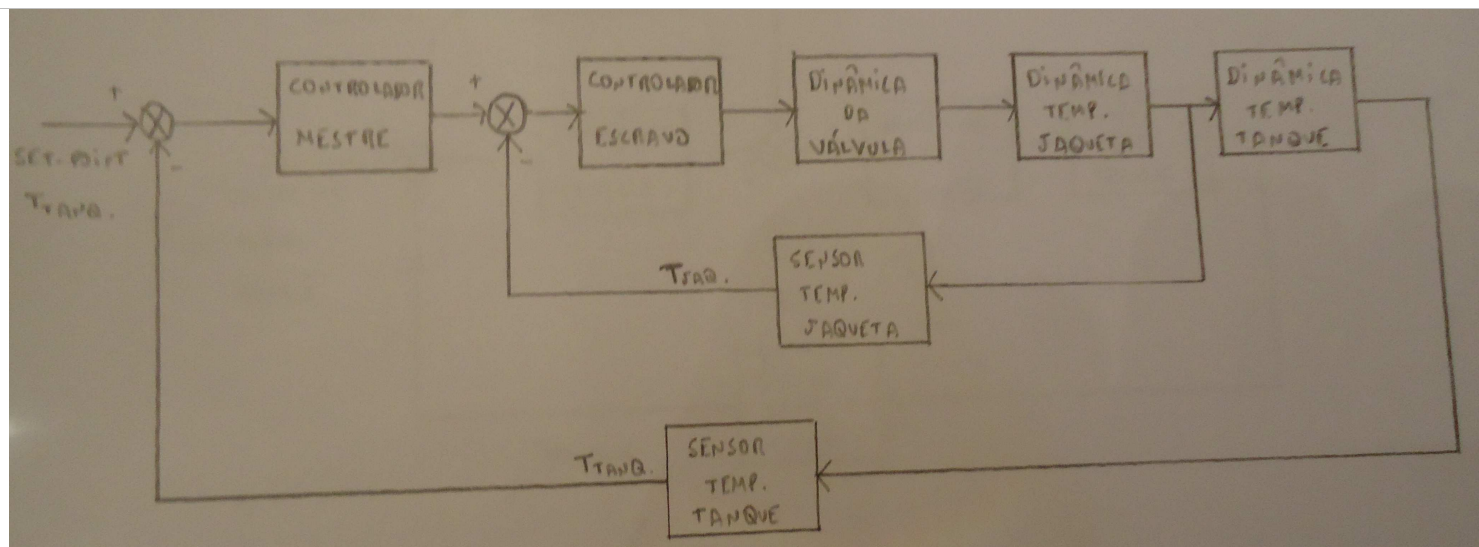 +
SET-POINT
TTANQ.
-
CONTROLADOR
MESTRE
+
-
CONTROLADOR
ESCRAVO
DINÂMICA
DA
VÁLVULA
DINÂMICA
TEMP.
JAQUETA
DINÂMICA
TEMP.
TANQUE
TJAQ.
SENSOR
TEMP.
JAQUETA
TTANQ.
SENSOR
TEMP.
TANQUE